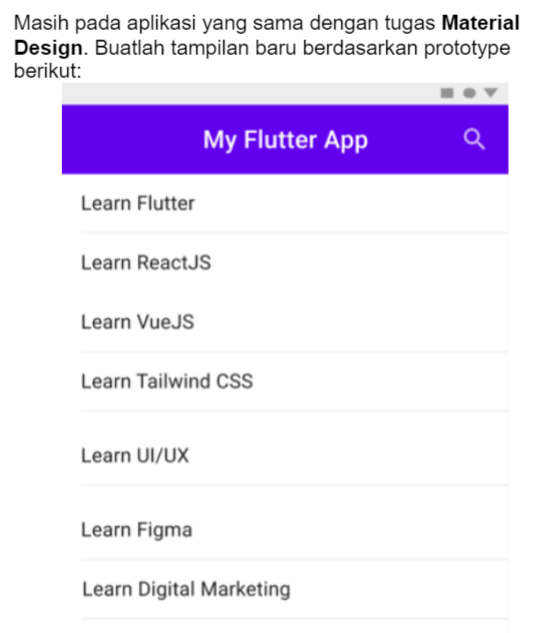 Masih pada aplikasi yang sama dengan tugas Material
Design. Buatlah tampilan baru berdasarkan prototype
berikut:
My Flutter App
Learn Flutter
Learn ReactJS
Learn VueJS
Learn Tailwind CSS
Learn UI/UX
Learn Figma
Learn Digital Marketing